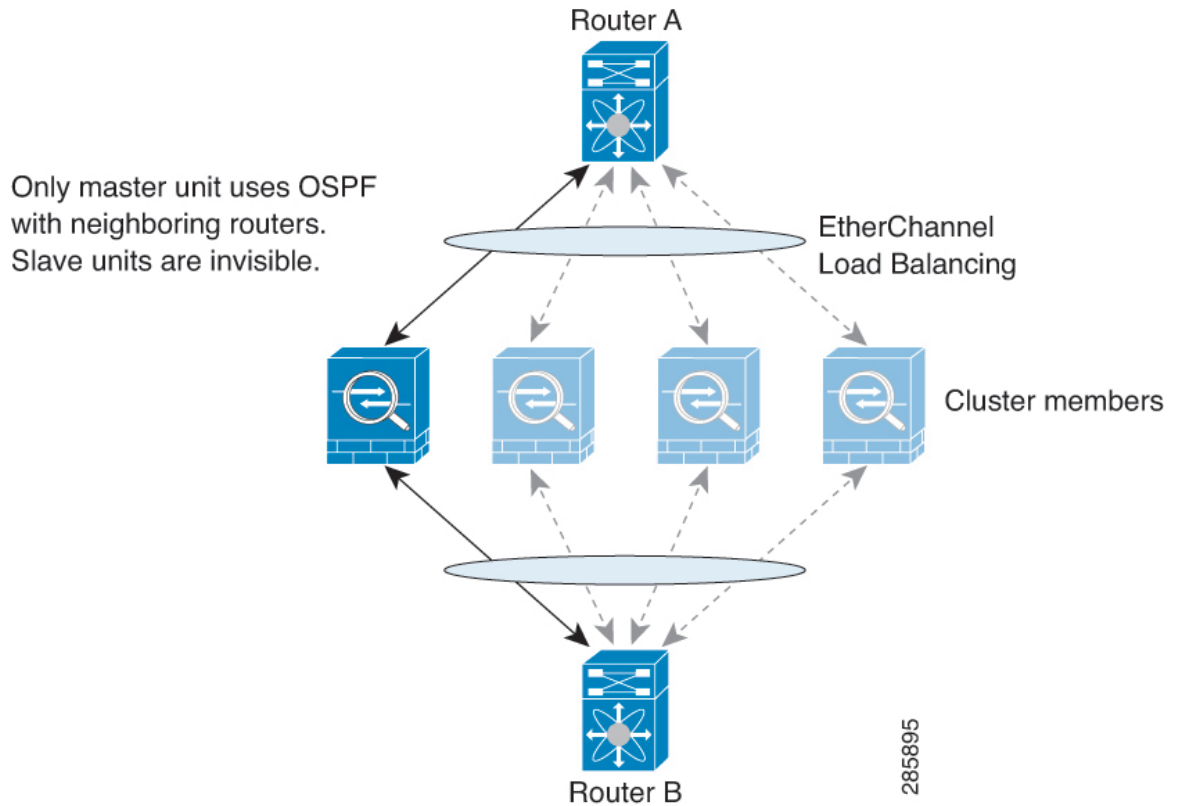 Router A
Only master unit uses OSPF
with neighboring routers.
Slave units are invisible.
EtherChannel
Load Balancing
Cluster members
Router B
285895